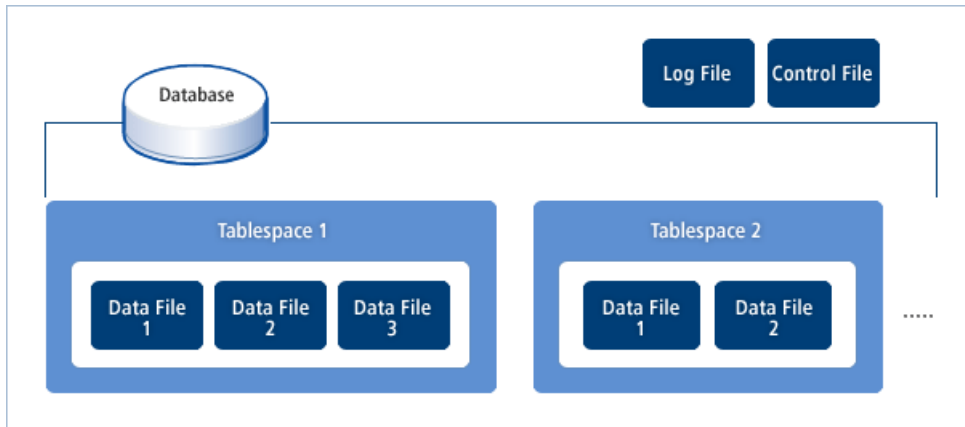 Database
Log File
Control File
Tablespace 1
Data File
1
Data File
2
Data File
3
Tablespace 2
Data File
1
Data File
2
.....